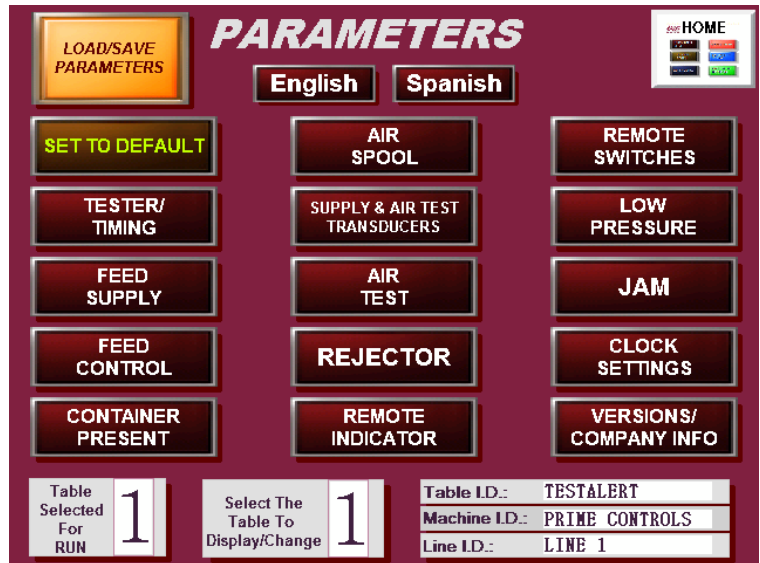 LOAD/SAVE
PARAMETERS
PARAMETERS
HOME
English
Spanish
SET TO DEFAULT
AIR
SPOOL
REMOTE
SWITCHES
TESTER/
TIMING
SUPPLY & AIR TEST
TRANSDUCERS
LOW
PRESSURE
FEED
SUPPLY
AIR
TEST
JAM
FEED
CONTROL
REJECTOR
CLOCK
SETTINGS
CONTAINER
PRESENT
REMOTE
INDICATOR
VERSIONS/
COMPANY INFO
Table
Selected
For
RUN
1
Select The
Table To
Display/Change
1
Table I.D.: TESTALERT
Machine I.D.: PRIME CONTROLS
Line I.D.: LINE 1